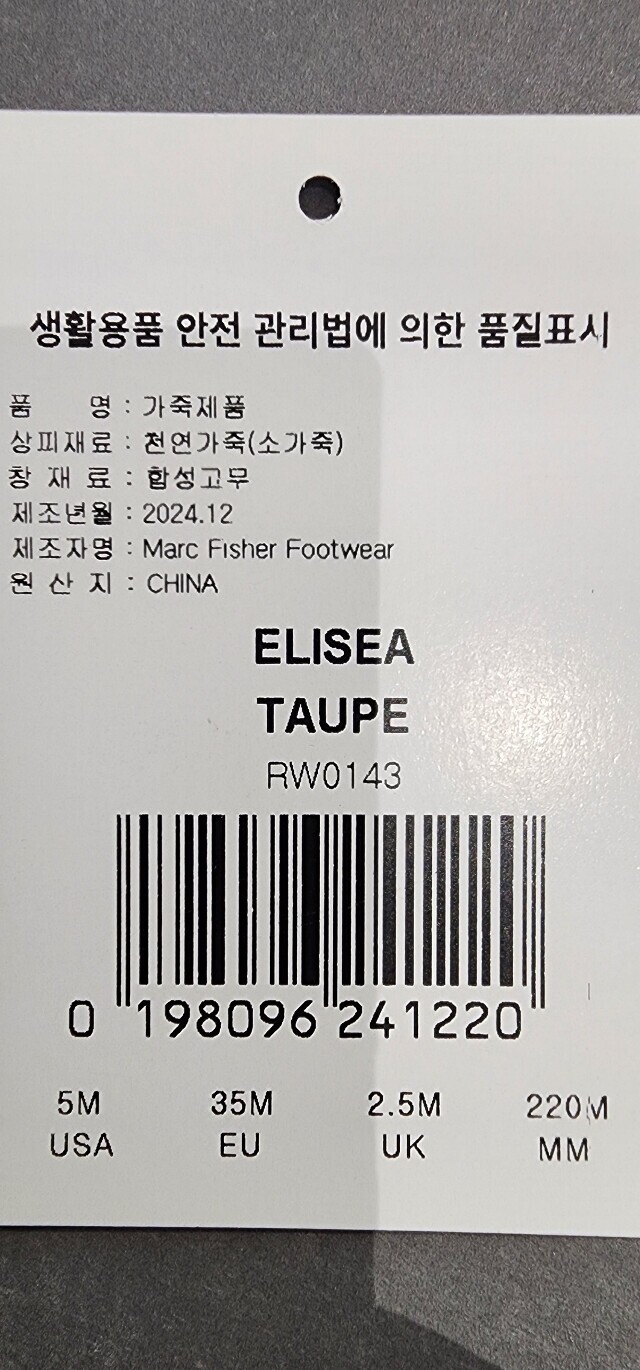 생활용품 안전 관리법에 의한 품질표시
품 명 : 가죽제품
상피재료 : 천연가죽(소가죽)
창 재 료 : 합성고무
제조년월 : 2024.12
제조자명 : Marc Fisher Footwear
원 산 지 : CHINA
ELISEA
TAUPE
RW0143
0 198096 241220
5M 35M 2.5M 220M
USA EU UK MM